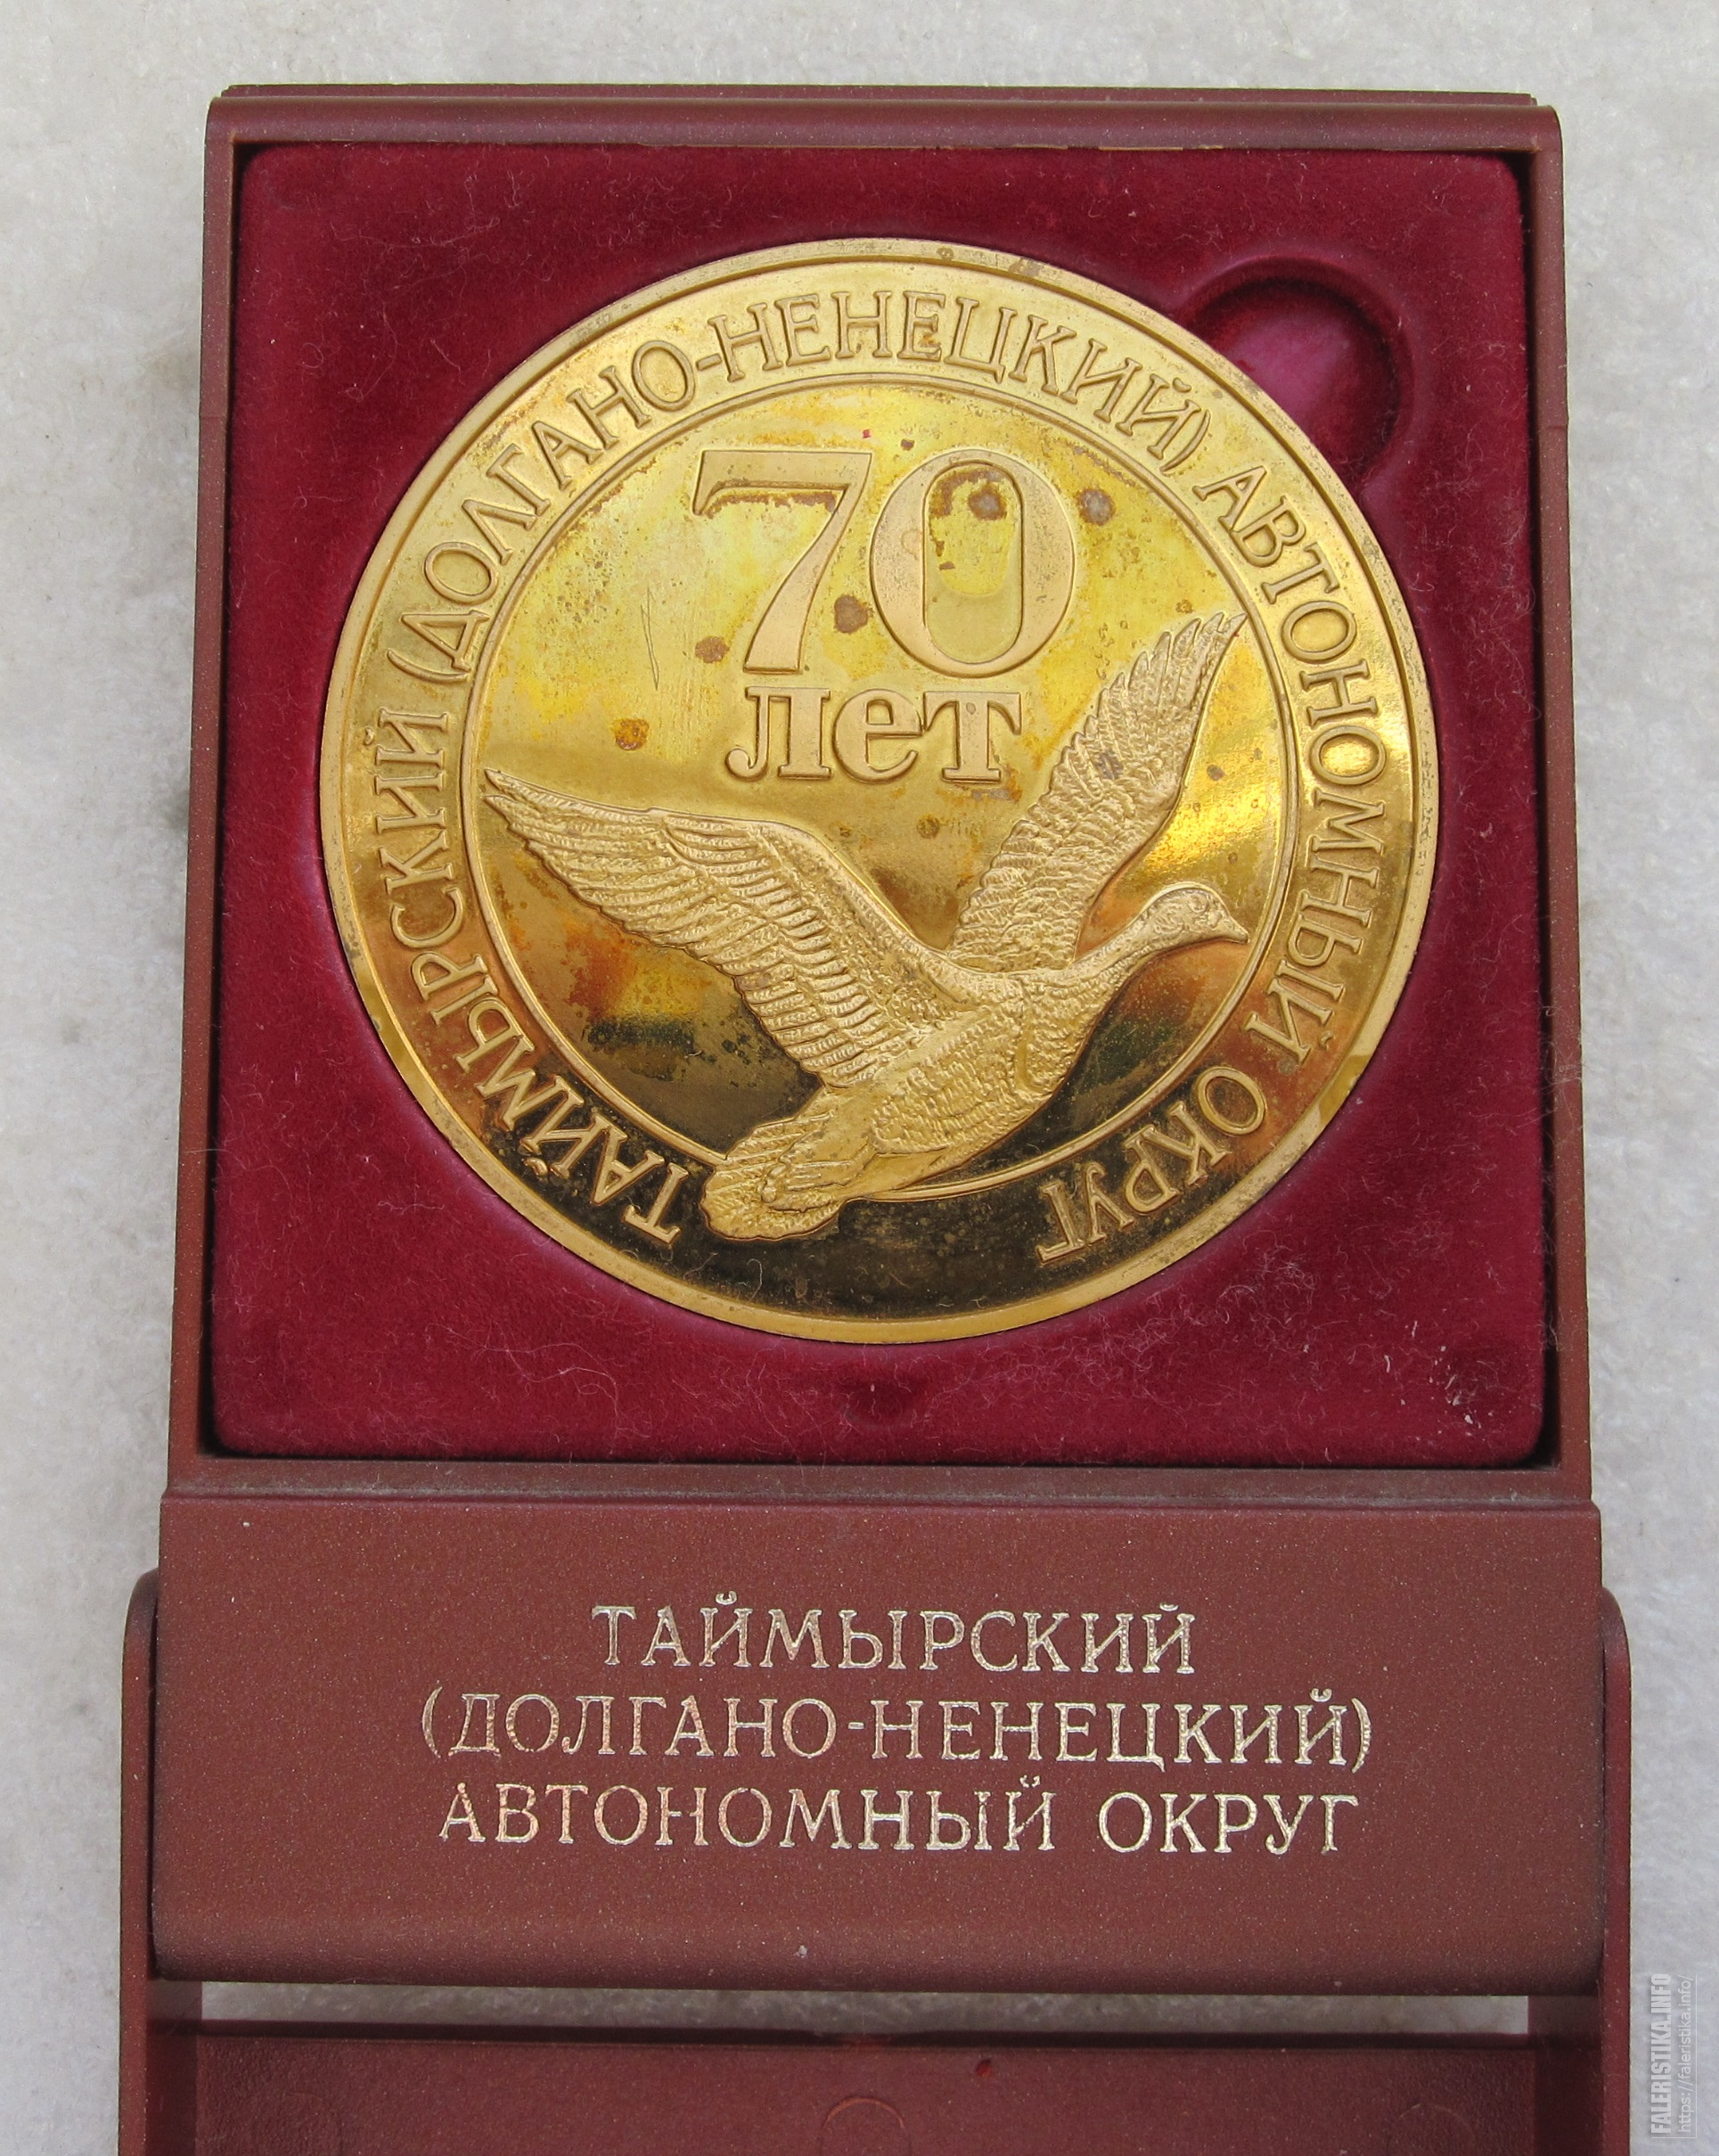 ТАЙМЫРСКИЙ (ДОЛГАНО-НЕНЕЦКИЙ) АВТОНОМНЫЙ ОКРУГ
70
лет
ТАЙМЫРСКИЙ
(ДОЛГАНО-НЕНЕЦКИЙ)
АВТОНОМНЫЙ ОКРУГ
FALERISTIKA.INFO
https://faleristika.info/